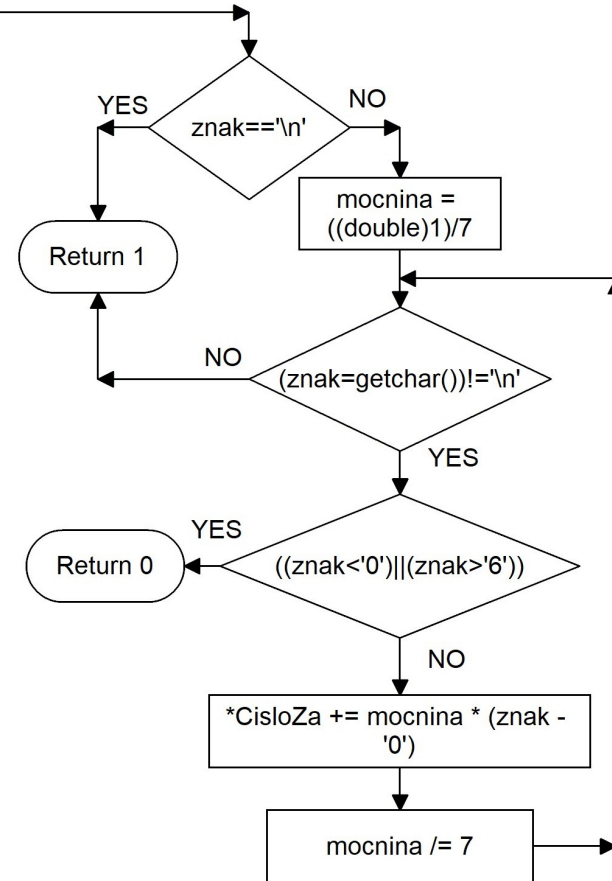 YES
NO
znak=='\n'
mocnina =
((double)1)/7
Return 1
NO
(znak=getchar())!='\n'
YES
YES
Return 0
((znak<'0')||(znak>'6'))
NO
*CisloZa += mocnina * (znak -
'0')
mocnina /= 7